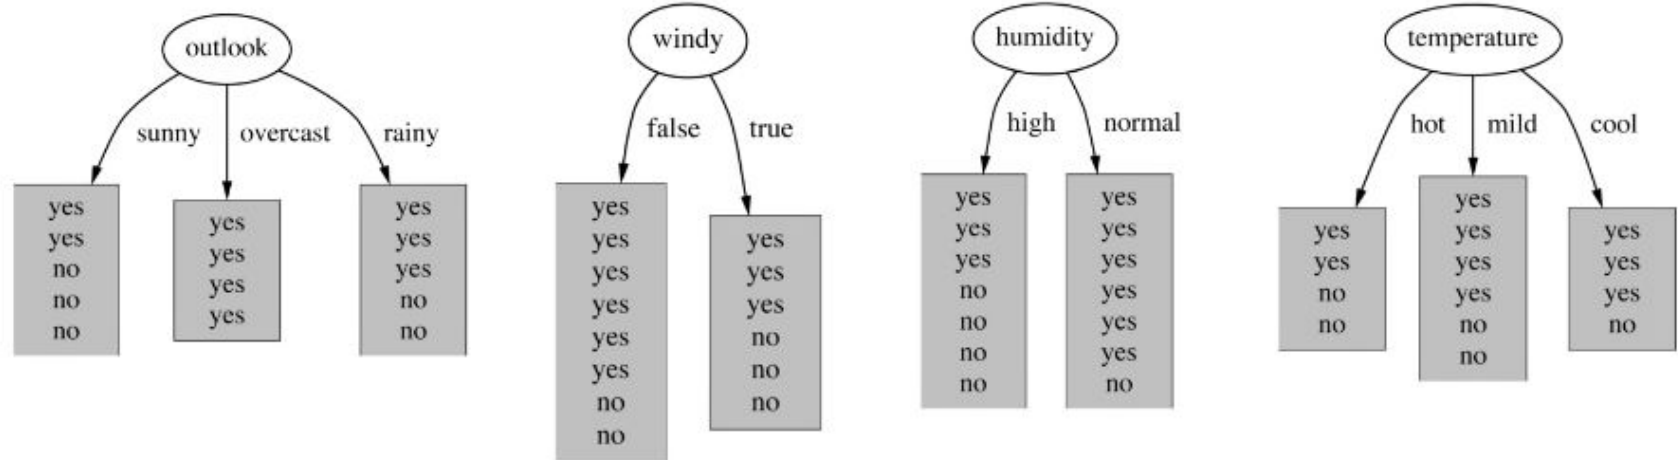 outlook
sunny overcast rainy
yes
yes
no
no
no
yes
yes
yes
yes
yes
yes
yes
no
no
windy
false true
yes
yes
yes
yes
yes
yes
no
no
yes
yes
yes
no
no
no
humidity
high normal
yes
yes
yes
no
no
no
no
yes
yes
yes
yes
yes
yes
no
temperature
hot mild cool
yes
yes
no
no
yes
yes
yes
yes
no
no
yes
yes
yes
no